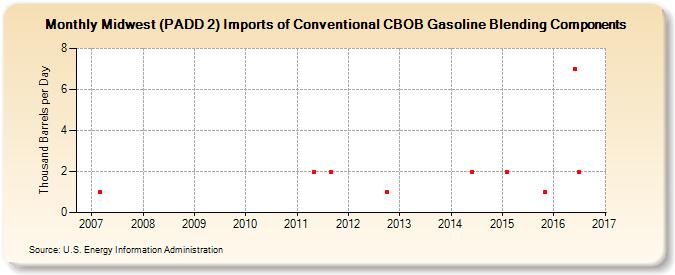 Monthly Midwest (PADD 2) Imports of Conventional CBOB Gasoline Blending Components
Thousand Barrels per Day
8
6
4
2
0
2007 2008 2009 2010 2011 2012 2013 2014 2015 2016 2017
Source: U.S. Energy Information Administration